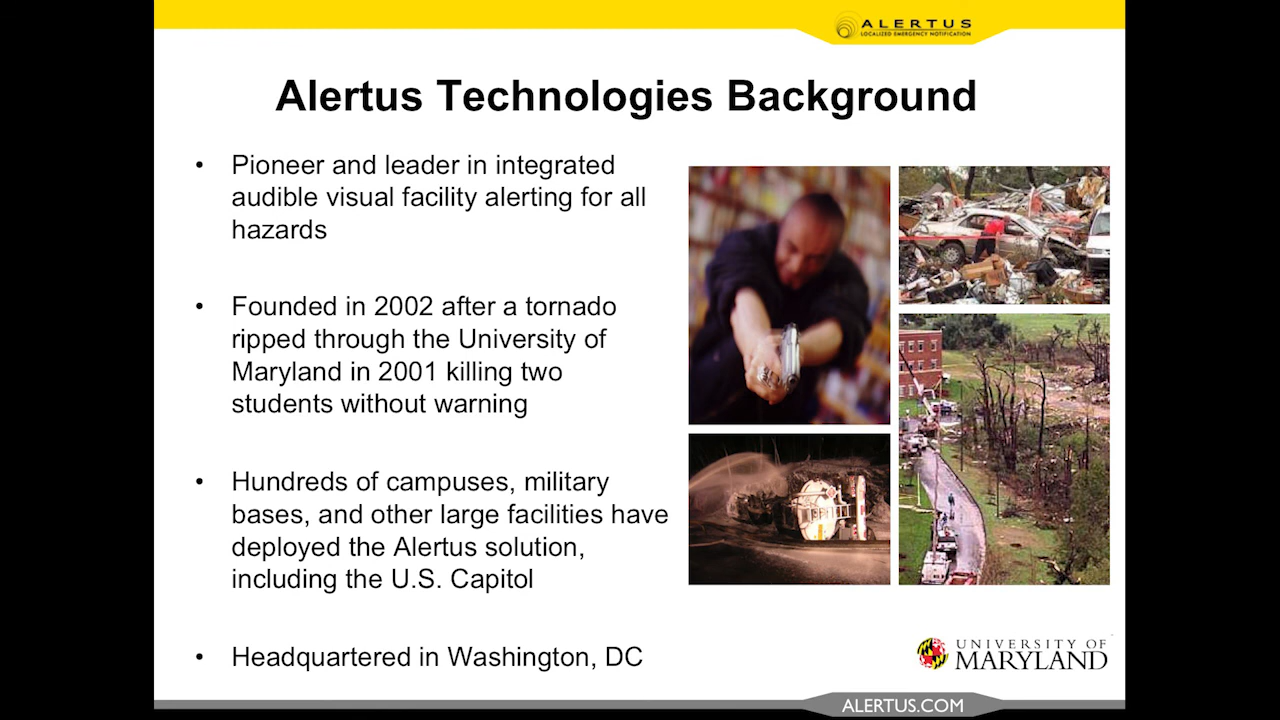 ALERTUS
LOCALIZED EMERGENCY NOTIFICATION
Alertus Technologies Background
• Pioneer and leader in integrated
audible visual facility alerting for all
hazards
• Founded in 2002 after a tornado
ripped through the University of
Maryland in 2001 killing two
students without warning
• Hundreds of campuses, military
bases, and other large facilities have
deployed the Alertus solution,
including the U.S. Capitol
• Headquartered in Washington, DC
UNIVERSITY OF
MARYLAND
ALERTUS.COM